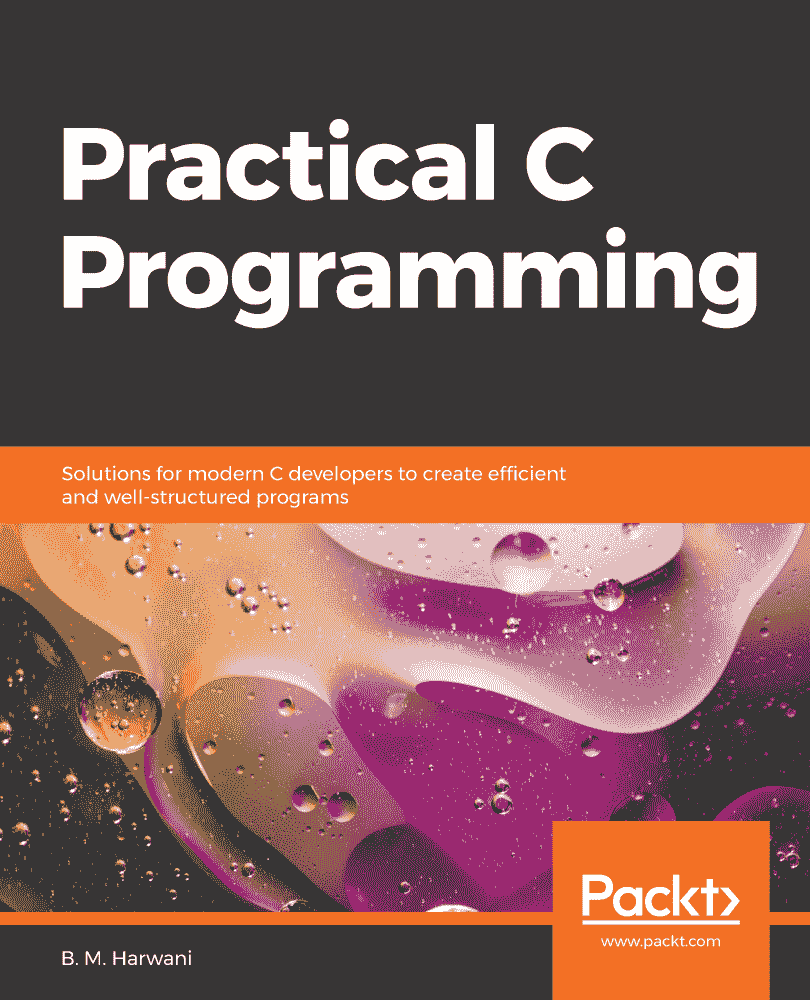 Practical C
Programming
Solutions for modern C developers to create efficient
and well-structured programs
Packt>
www.packt.com
B. M. Harwani